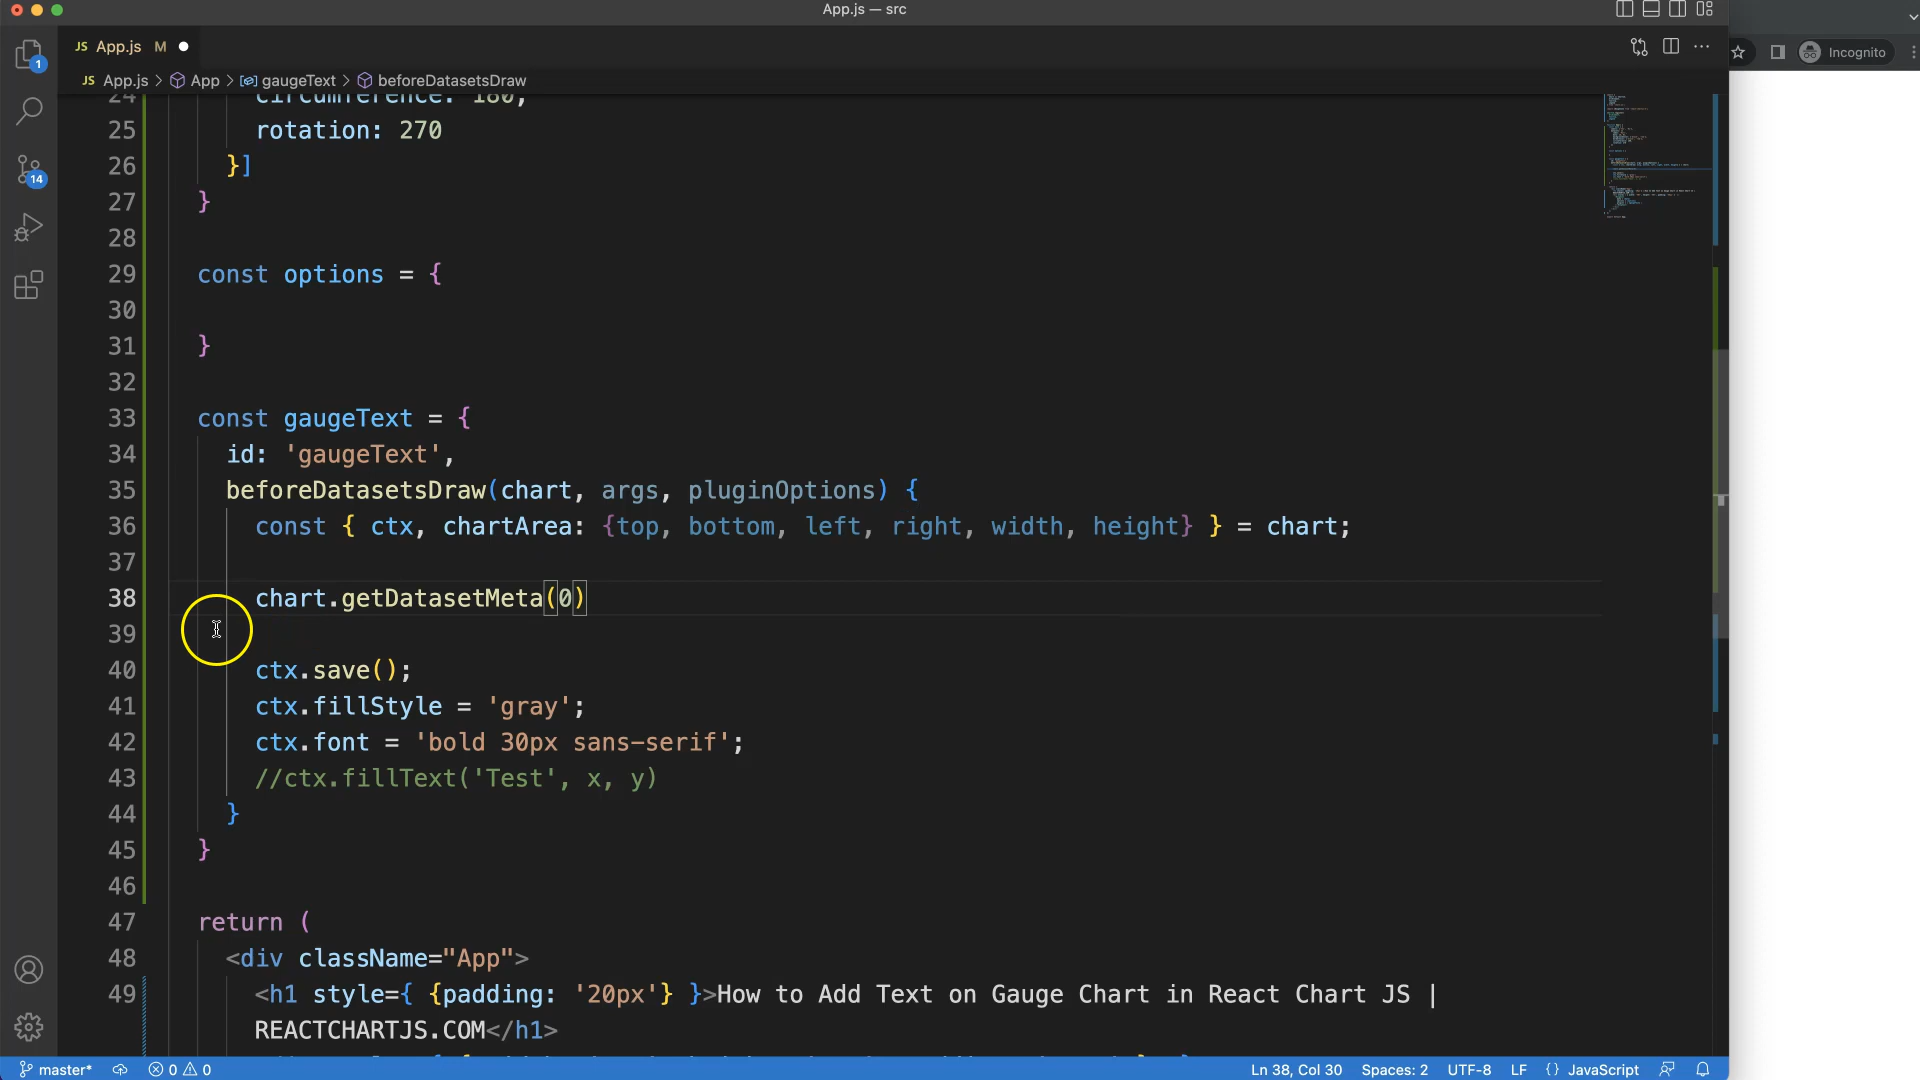 App.js — src
JS App.js M
Incognito
JS App.js > App > gaugeText > beforeDatasetsDraw
1
14
24 circumference: 180,
25 rotation: 270
26 }]
27 }
28
29 const options = {
30
31 }
32
33 const gaugeText = {
34 id: 'gaugeText',
35 beforeDatasetsDraw(chart, args, pluginOptions) {
36 const { ctx, chartArea: {top, bottom, left, right, width, height} } = chart;
37
38 chart.getDatasetMeta(0)
39
40 ctx.save();
41 ctx.fillStyle = 'gray';
42 ctx.font = 'bold 30px sans-serif';
43 //ctx.fillText('Test', x, y)
44 }
45 }
46
47 return (
48 <div className="App">
49 <h1 style={ {padding: '20px'} }>How to Add Text on Gauge Chart in React Chart JS |
REACTCHARTJS.COM</h1>
master* 0 0 Ln 38, Col 30 Spaces: 2 UTF-8 LF {} JavaScript